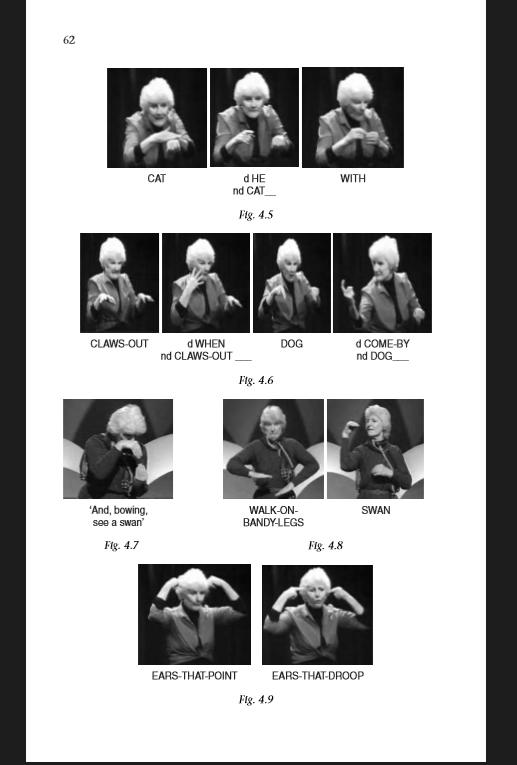 62
CAT
d HE
nd CAT__
WITH
Fig. 4.5
CLAWS-OUT
d WHEN
nd CLAWS-OUT ___
DOG
d COME-BY
nd DOG___
Fig. 4.6
‘And, bowing,
see a swan’
Fig. 4.7
WALK-ON-
BANDY-LEGS
SWAN
Fig. 4.8
EARS-THAT-POINT
EARS-THAT-DROOP
Fig. 4.9